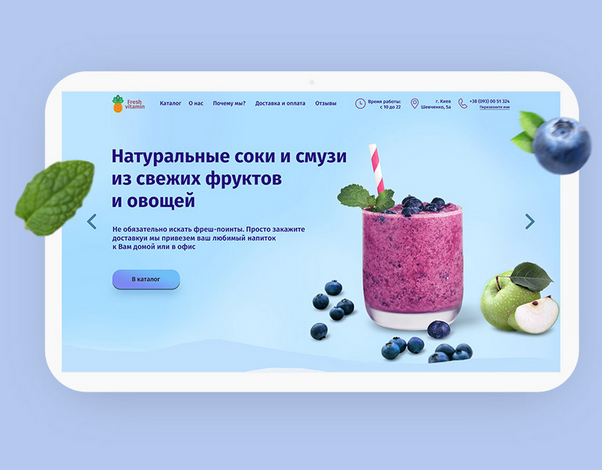 Fresh
vitamin
Каталог О нас Почему мы? Доставка и оплата Отзывы
Время работы:
с 10 до 22
г. Киев
Шевченко, 5а
+38 (093) 00 51 324
Перезвоните мне
Натуральные соки и смузи
из свежих фруктов
и овощей
Не обязательно искать фреш-поинты. Просто закажите
доставкуи мы привезем ваш любимый напиток
к Вам домой или в офис
В каталог